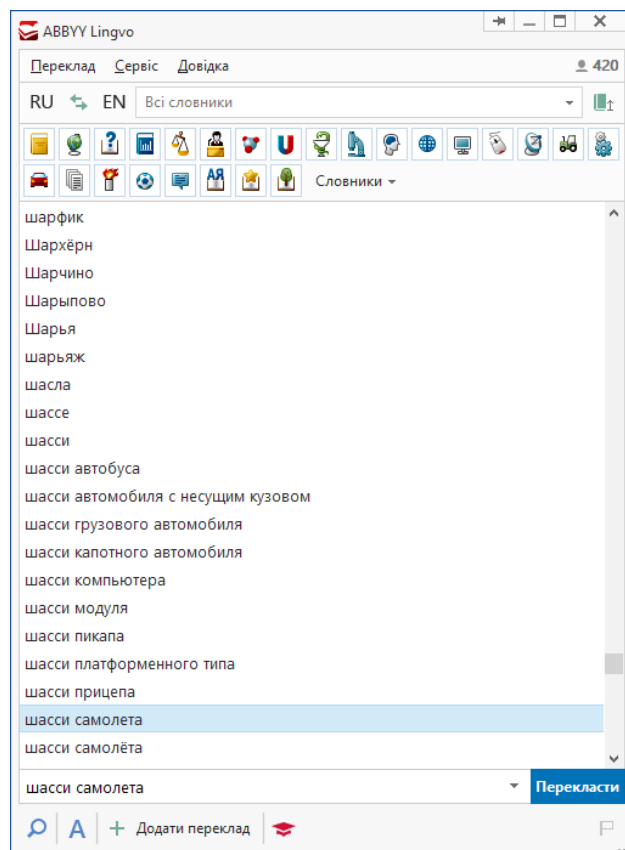 ABBYY Lingvo
Переклад Сервіс Довідка 420
RU EN Всі словники
Словники
шарфик
Шархёрн
Шарчино
Шарыпово
Шарья
шарьяж
шасла
шассе
шасси
шасси автобуса
шасси автомобиля с несущим кузовом
шасси грузового автомобиля
шасси капотного автомобиля
шасси компьютера
шасси модуля
шасси пикапа
шасси платформенного типа
шасси прицепа
шасси самолета
шасси самолёта
шасси самолета Перекласти
A + Додати переклад